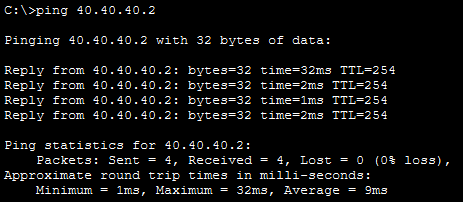 C:\>ping 40.40.40.2
Pinging 40.40.40.2 with 32 bytes of data:
Reply from 40.40.40.2: bytes=32 time=32ms TTL=254
Reply from 40.40.40.2: bytes=32 time=2ms TTL=254
Reply from 40.40.40.2: bytes=32 time=1ms TTL=254
Reply from 40.40.40.2: bytes=32 time=2ms TTL=254
Ping statistics for 40.40.40.2:
    Packets: Sent = 4, Received = 4, Lost = 0 (0% loss),
Approximate round trip times in milli-seconds:
    Minimum = 1ms, Maximum = 32ms, Average = 9ms